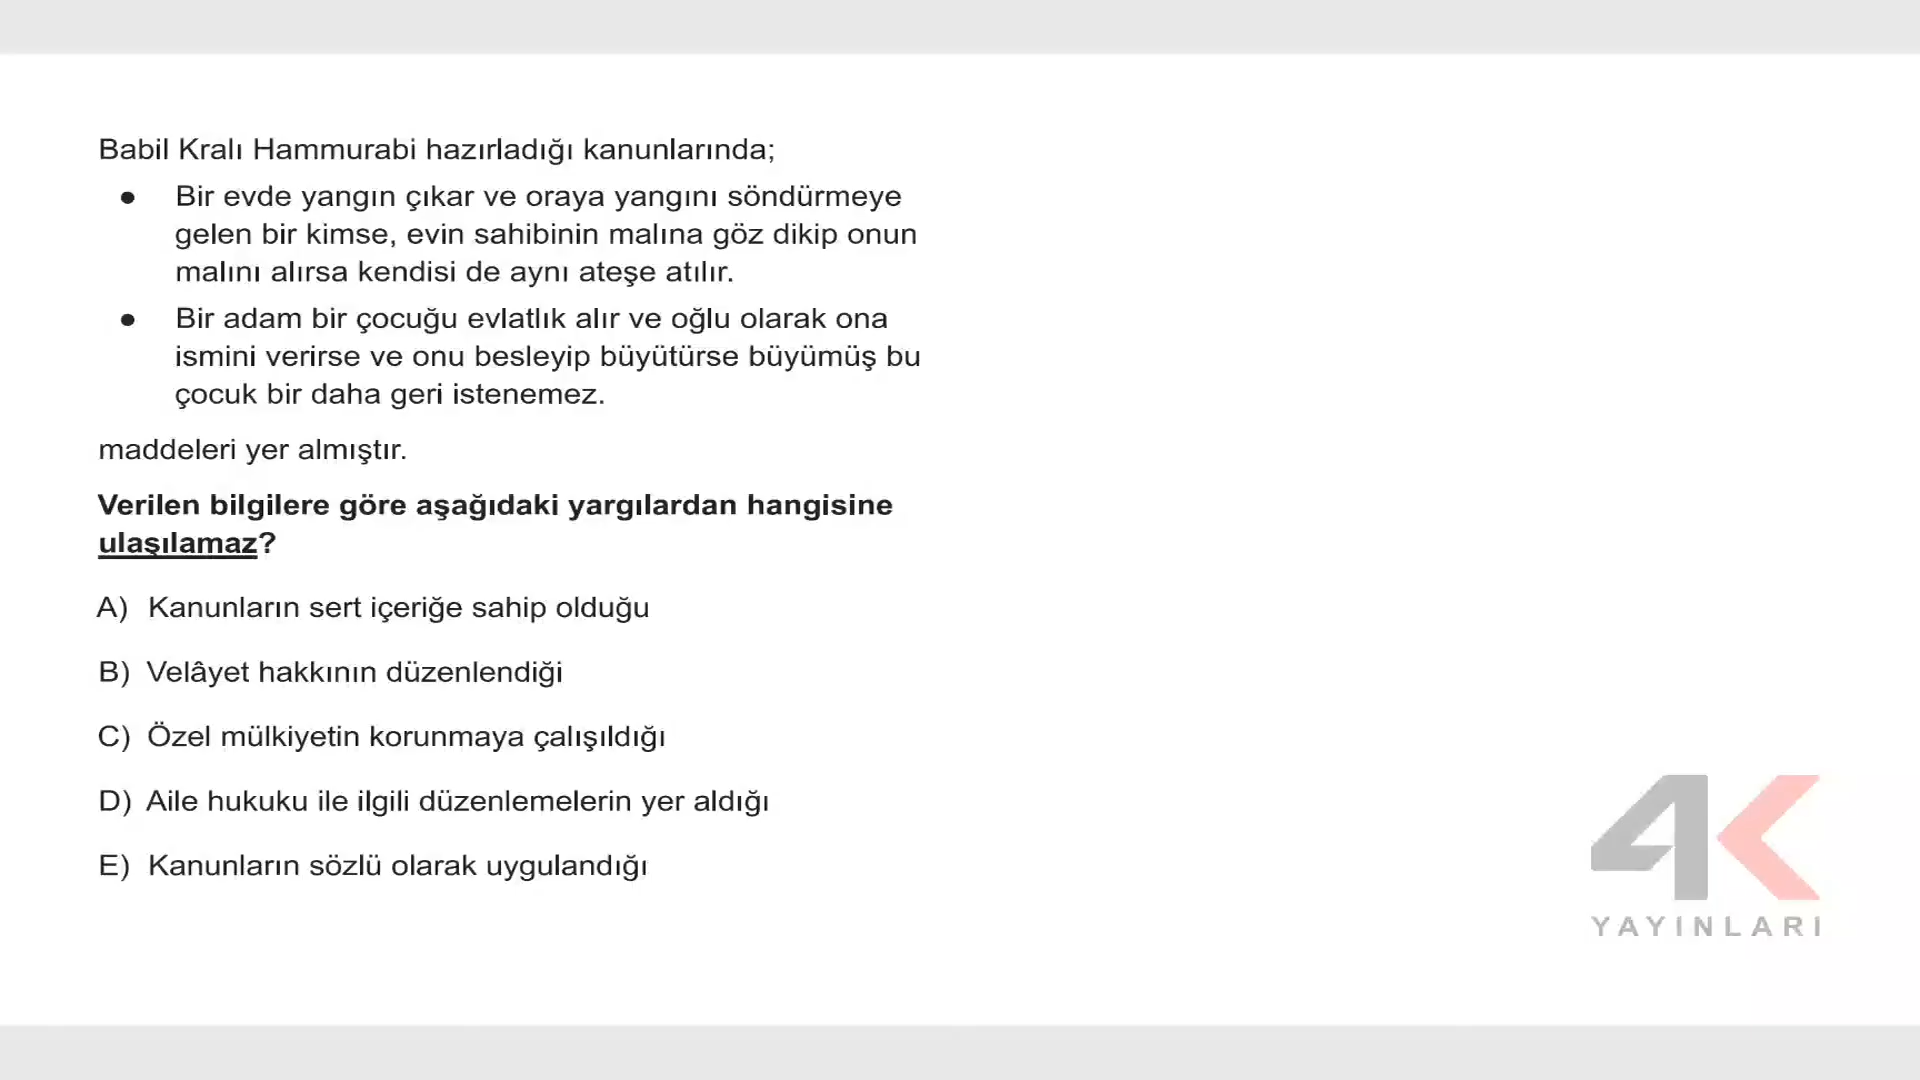 Babil Kralı Hammurabi hazırladığı kanunlarında;
● Bir evde yangın çıkar ve oraya yangını söndürmeye
gelen bir kimse, evin sahibinin malına göz dikip onun
malını alırsa kendisi de aynı ateşe atılır.
● Bir adam bir çocuğu evlatlık alır ve oğlu olarak ona
ismini verirse ve onu besleyip büyütürse büyümüş bu
çocuk bir daha geri istenemez.
maddeleri yer almıştır.
Verilen bilgilere göre aşağıdaki yargılardan hangisine
ulaşılamaz?
A) Kanunların sert içeriğe sahip olduğu
B) Velâyet hakkının düzenlendiği
C) Özel mülkiyetin korunmaya çalışıldığı
D) Aile hukuku ile ilgili düzenlemelerin yer aldığı
E) Kanunların sözlü olarak uygulandığı
4K
YAYINLARI